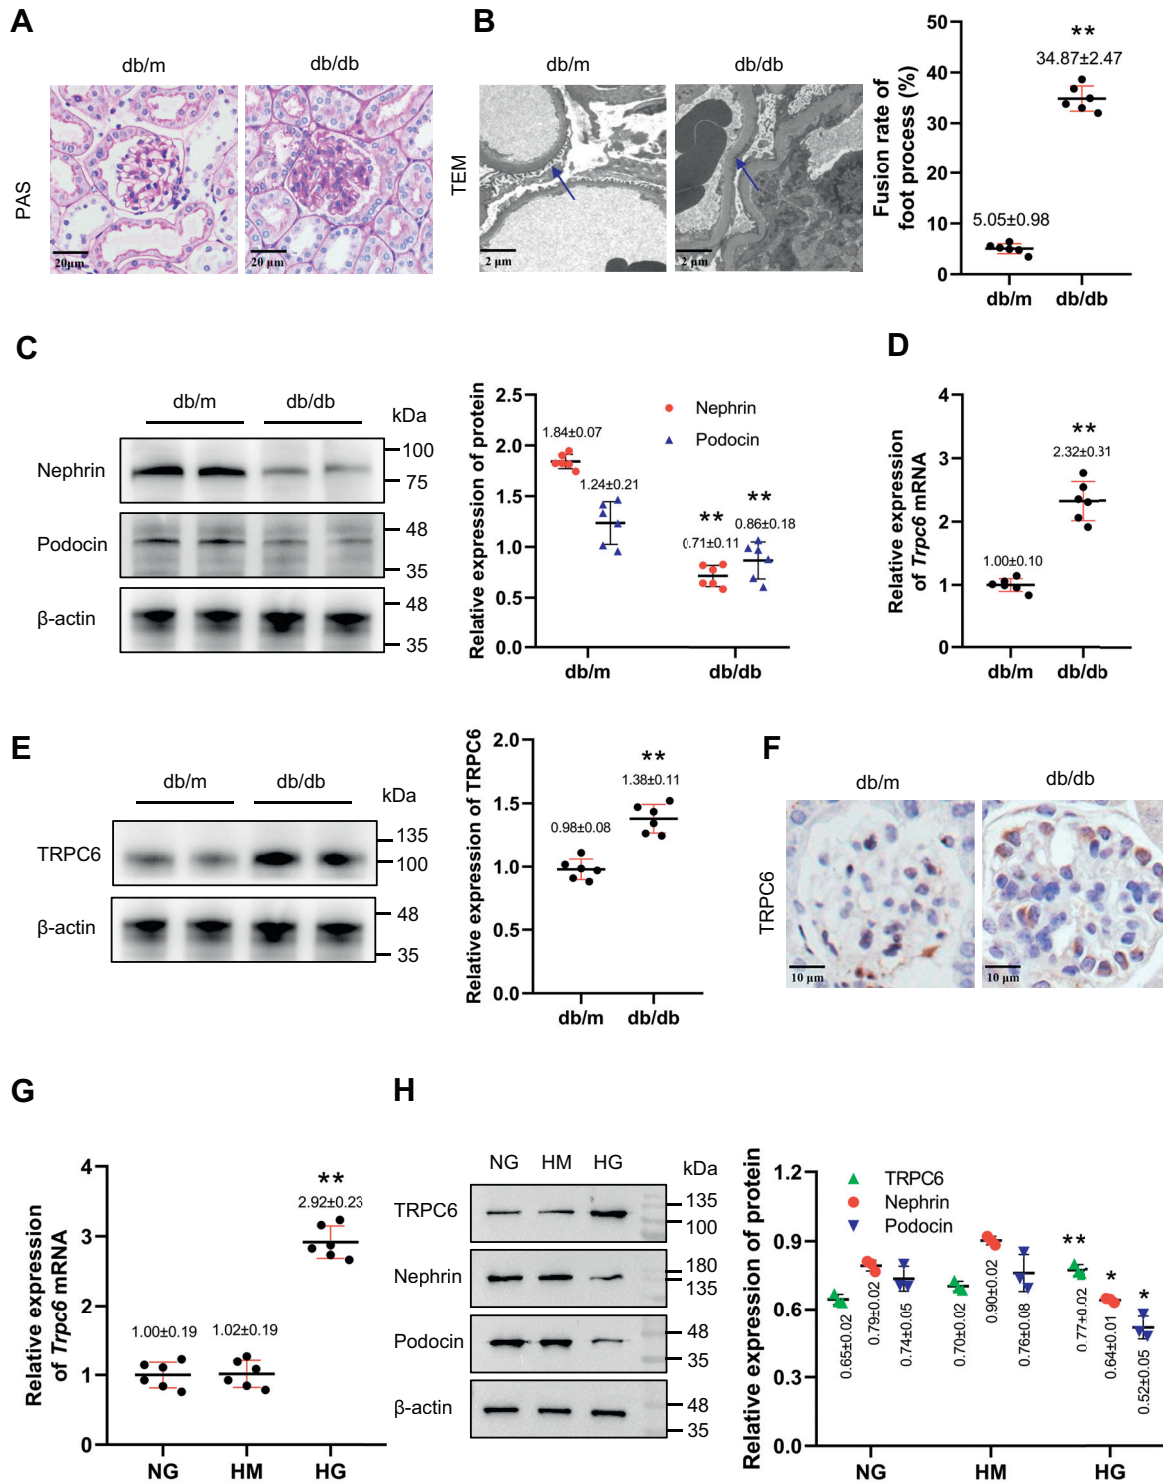 A
db/m
db/db
PAS
20μm
20 μm
B
db/m
db/db
TEM
2 μm
2 μm
Fusion rate of
foot process (%)
50
40
30
20
10
0
**
34.87±2.47
5.05±0.98
db/m
db/db
C
db/m
db/db
kDa
Nephrin
100
75
Podocin
48
35
β-actin
48
35
Relative expression of protein
2.5
2.0
1.5
1.0
0.5
0.0
Nephrin
Podocin
1.84±0.07
1.24±0.21
**
**
0.71±0.11
0.86±0.18
db/m
db/db
D
Relative expression
of Trpc6 mRNA
4
3
2
1
0
**
2.32±0.31
1.00±0.10
db/m
db/db
E
db/m
db/db
kDa
TRPC6
135
100
β-actin
48
35
Relative expression of TRPC6
2.0
1.5
1.0
0.5
0.0
**
1.38±0.11
0.98±0.08
db/m
db/db
F
db/m
db/db
TRPC6
10 μm
10 μm
G
Relative expression
of Trpc6 mRNA
4
3
2
1
0
**
2.92±0.23
1.00±0.19
1.02±0.19
NG
HM
HG
H
NG
HM
HG
kDa
TRPC6
135
100
Nephrin
180
135
Podocin
48
35
β-actin
48
35
Relative expression of protein
1.2
0.9
0.6
0.3
0.0
TRPC6
Nephrin
Podocin
**
*
*
0.65±0.02
0.79±0.02
0.74±0.05
0.70±0.02
0.90±0.02
0.76±0.08
0.77±0.02
0.64±0.01
0.52±0.05
NG
HM
HG